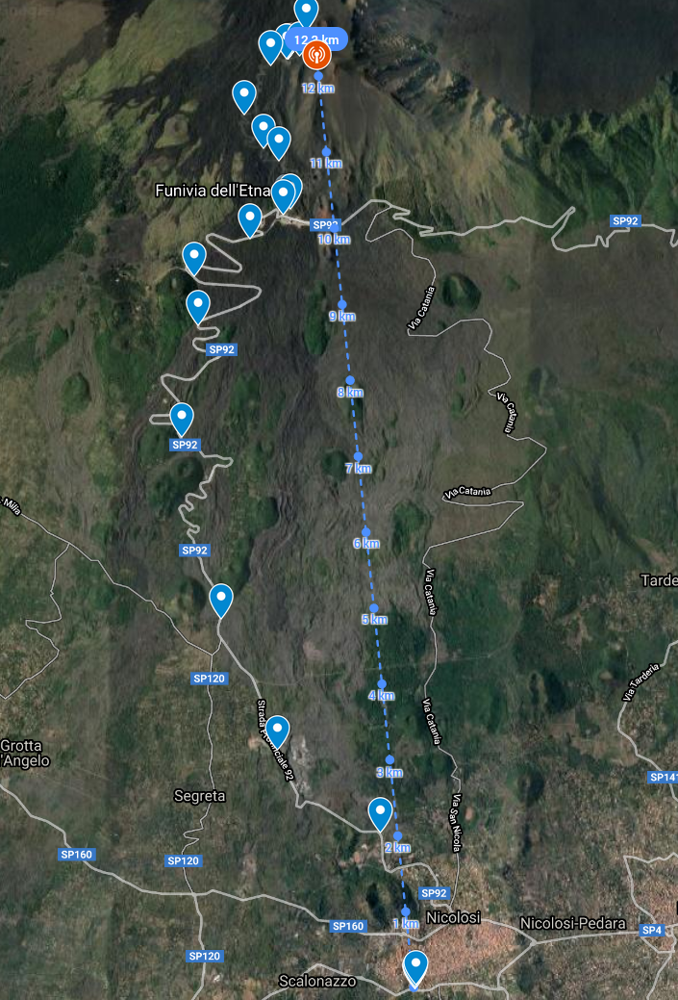 12.2 km
12 km
11 km
Funivia dell'Etna
SP92
SP92
10 km
Via Catania
9 km
SP92
8 km
Via Catania
SP92
7 km
Via Catania
Milia
6 km
SP92
Via Catania
Tarde
5 km
SP120
Via Tarderia
4 km
Strada Provinciale 92
Via Catania
Grotta
'Angelo
3 km
SP141
Segreta
Via San Nicola
2 km
SP160
SP120
SP92
1 km
Nicolosi
SP160
Nicolosi-Pedara
SP4
SP120
Scalonazzo